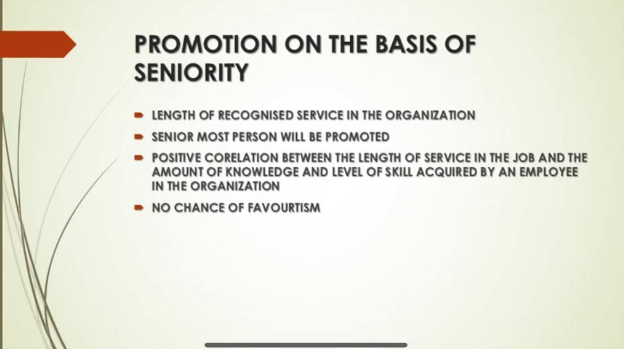 PROMOTION ON THE BASIS OF
SENIORITY
LENGTH OF RECOGNISED SERVICE IN THE ORGANIZATION
SENIOR MOST PERSON WILL BE PROMOTED
POSITIVE CORELATION BETWEEN THE LENGTH OF SERVICE IN THE JOB AND THE
AMOUNT OF KNOWLEDGE AND LEVEL OF SKILL ACQUIRED BY AN EMPLOYEE
IN THE ORGANIZATION
NO CHANCE OF FAVOURTISM